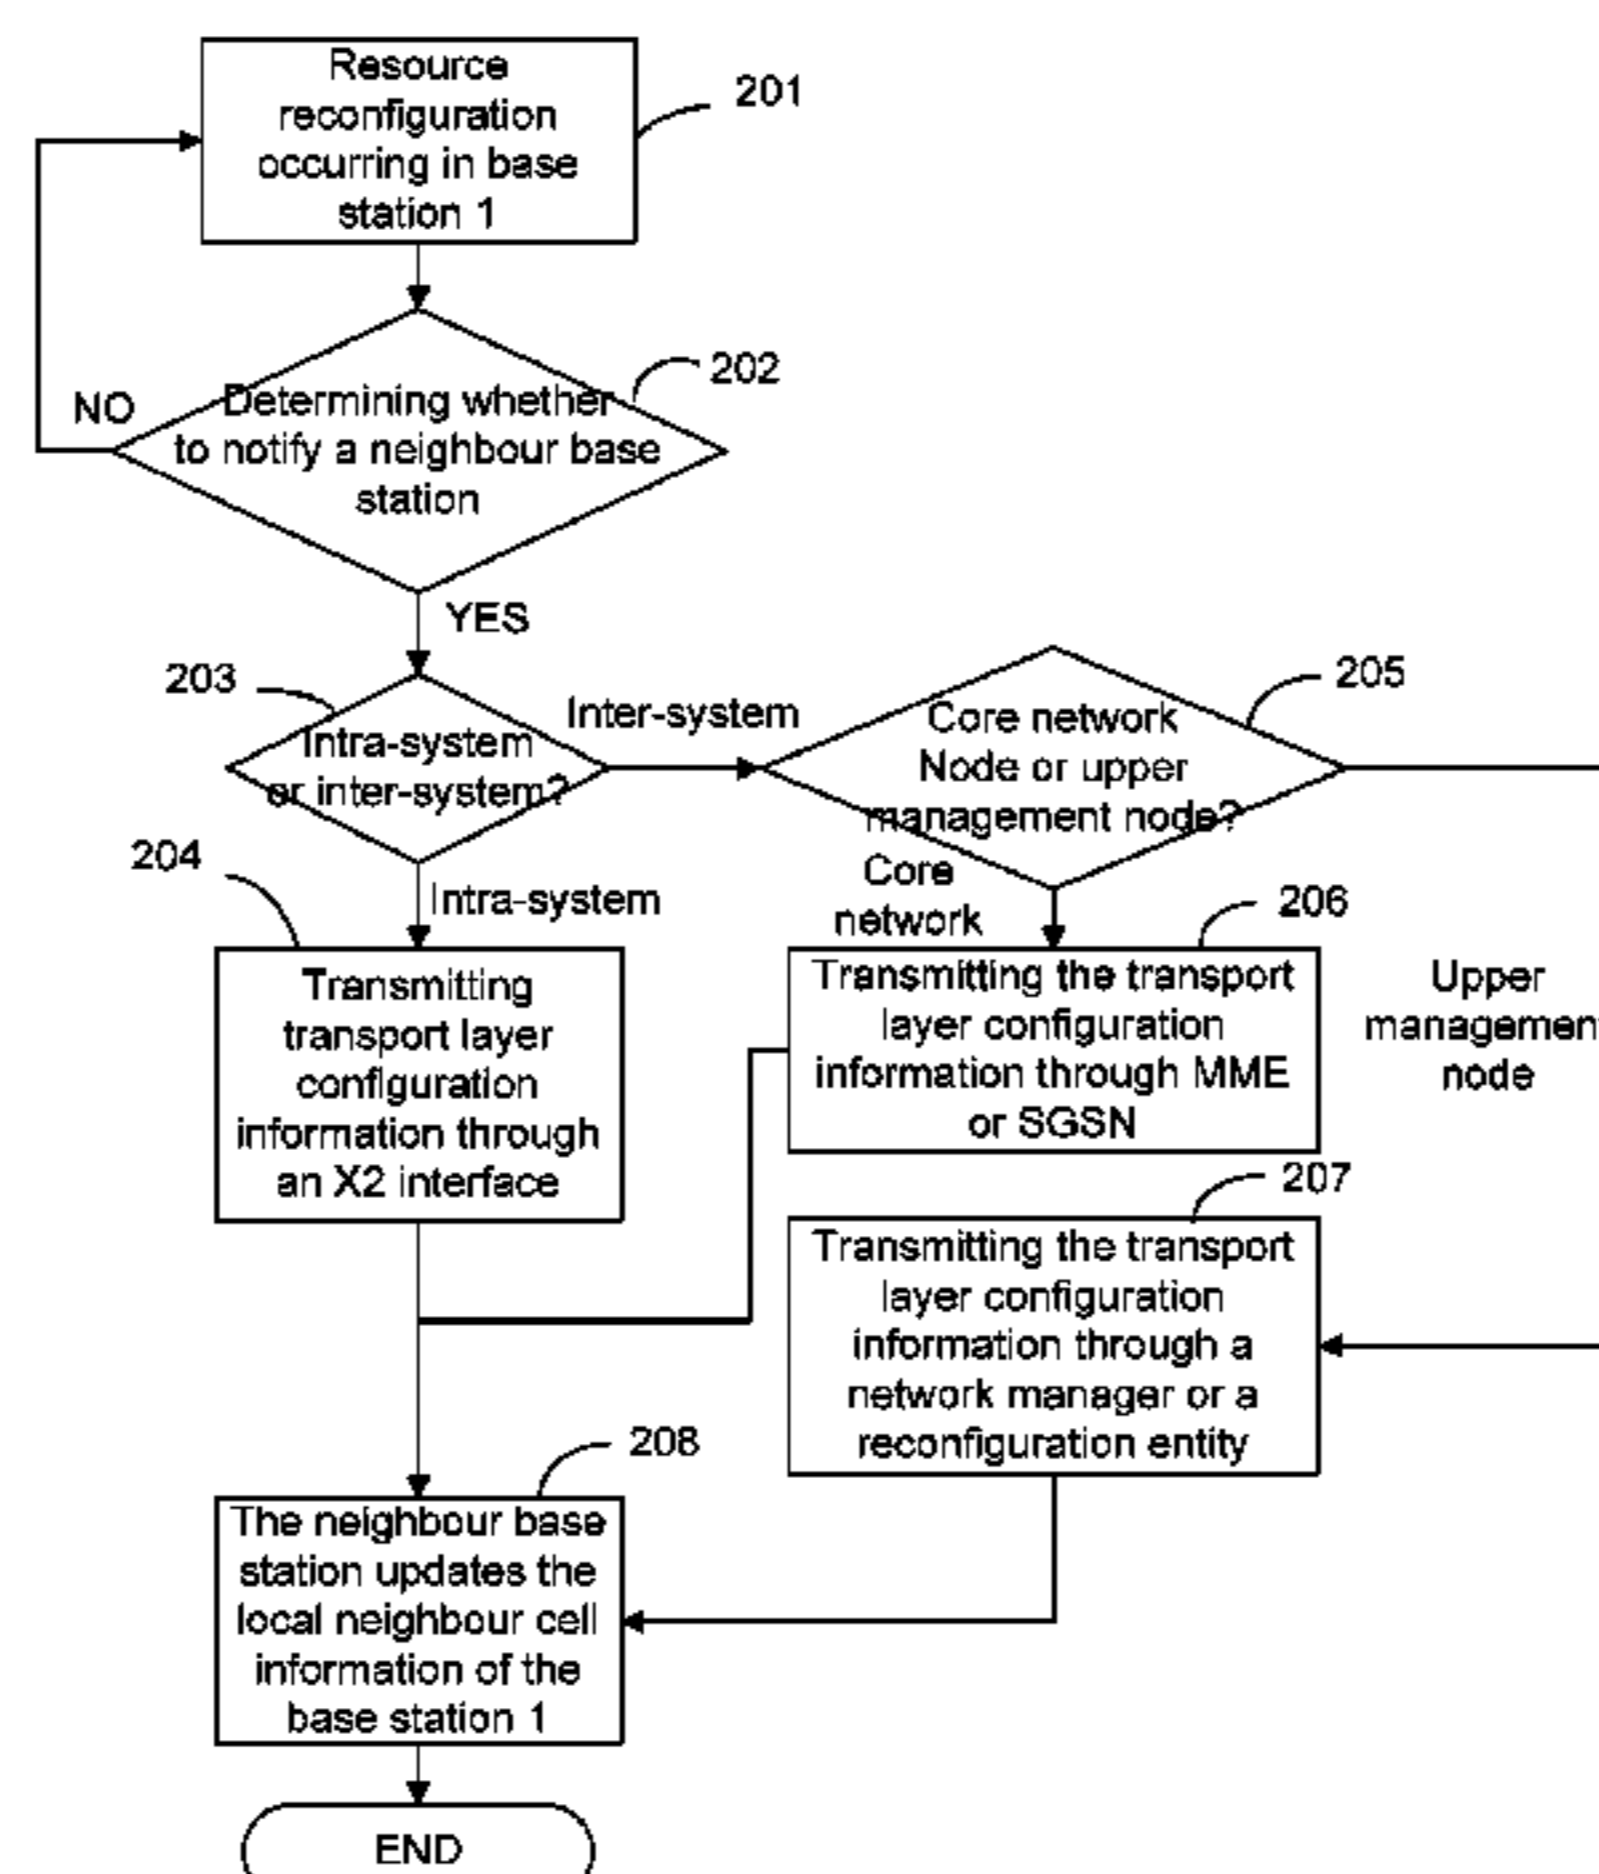 Resource
reconfiguration
occurring in base
station 1
201
202
NO
Determining whether
to notify a neighbour base
station
YES
203
Intra-system
or inter-system?
Inter-system
205
Core network
Node or upper
management node?
204
Intra-system
Core
network
206
Transmitting
transport layer
configuration
information through
an X2 interface
Transmitting the transport
layer configuration
information through MME
or SGSN
Upper
management
node
207
Transmitting the transport
layer configuration
information through a
network manager or a
reconfiguration entity
208
The neighbour base
station updates the
local neighbour cell
information of the
base station 1
END